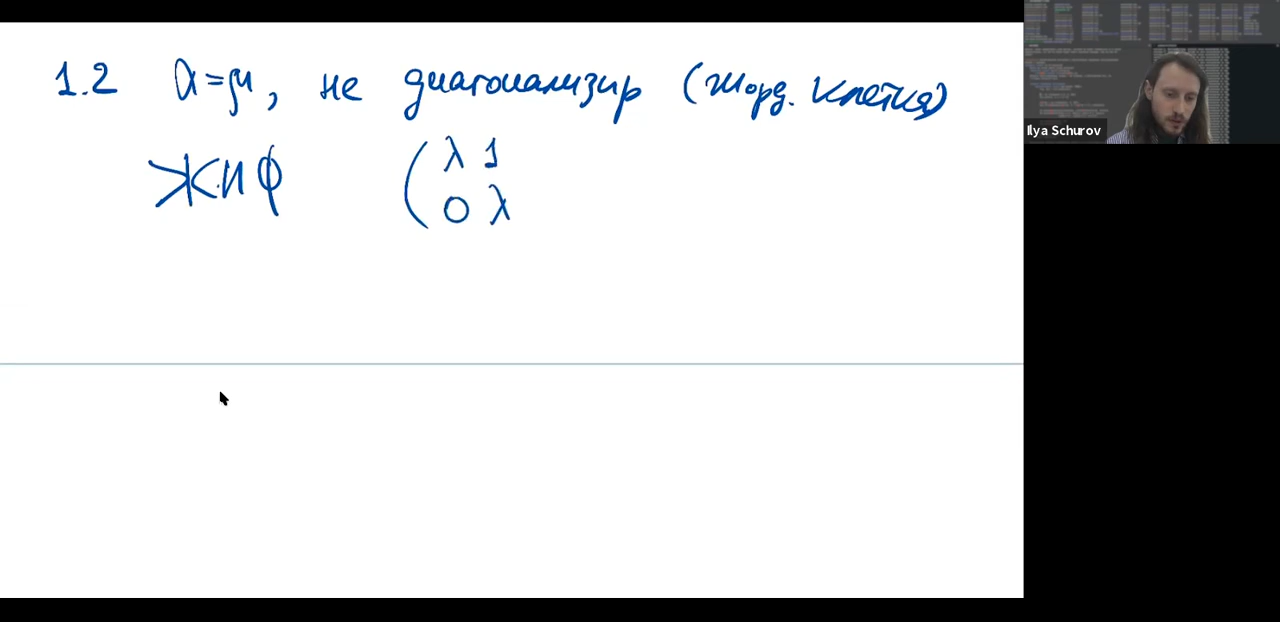 1.2 λ=μ, не диагонализир (жорд. клетка)
ЖНФ
(λ 1
0 λ
Ilya Schurov